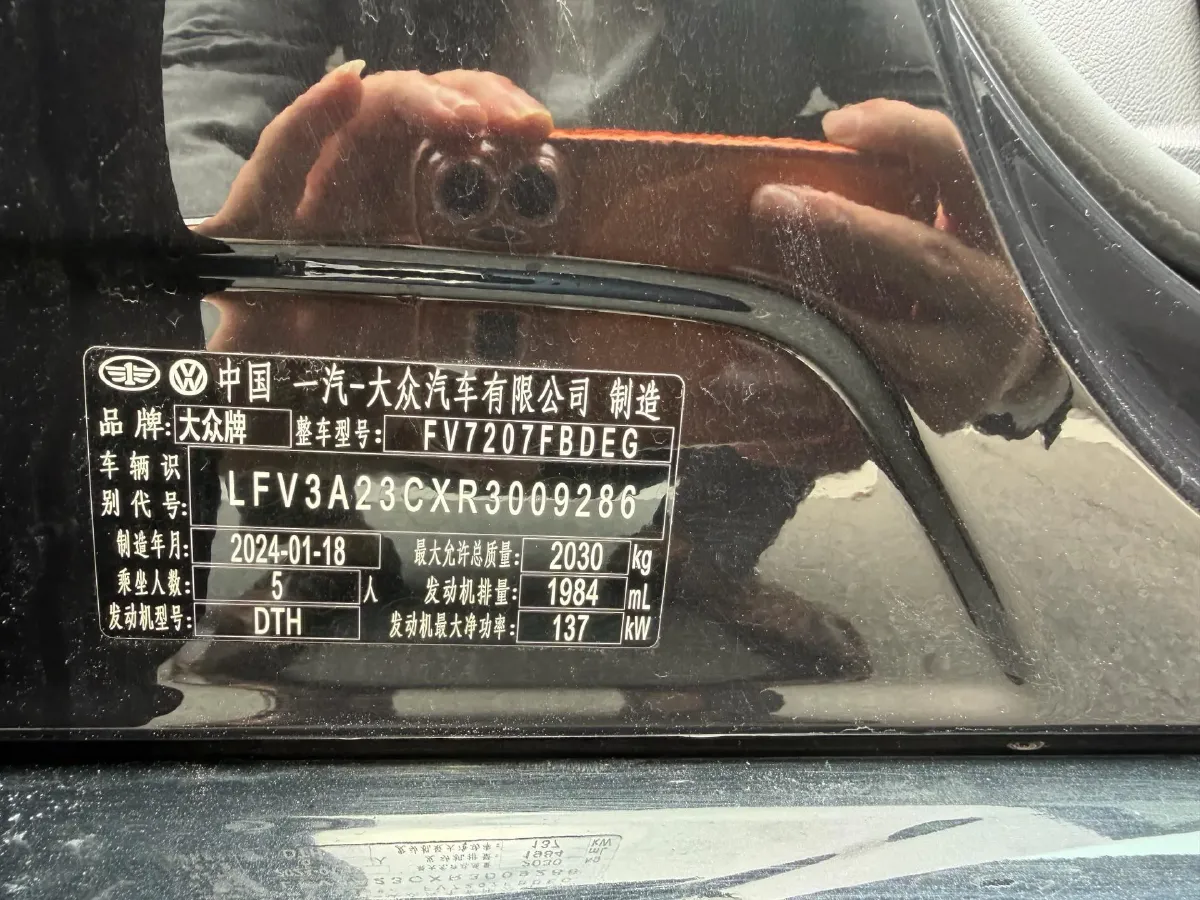 中国 一汽-大众汽车有限公司 制造
品牌: 大众牌 整车型号: FV7207FBDEG
车辆识别代号: LFV3A23CXR3009286
制造年月: 2024-01-18 最大允许总质量: 2030 kg
乘坐人数: 5 人 发动机排量: 1984 mL
发动机型号: DTH 发动机最大净功率: 137 kW